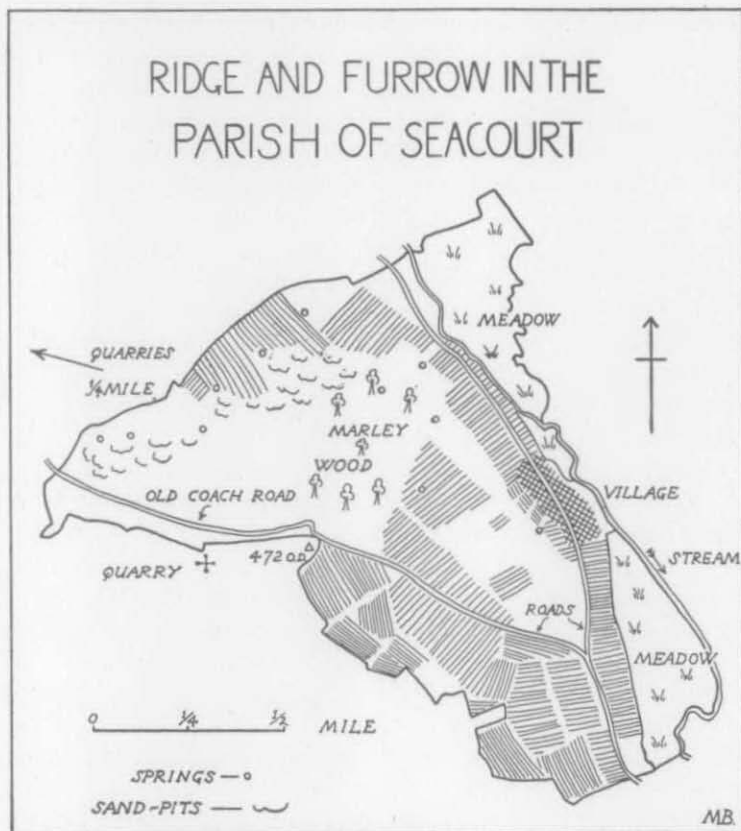 RIDGE AND FURROW IN THE
PARISH OF SEACOURT
MEADOW
QUARRIES
¼ MILE
MARLEY
WOOD
VILLAGE
OLD COACH ROAD
472 O.D.
QUARRY
STREAM
ROADS
MEADOW
0 ¼ ½ MILE
SPRINGS —
SAND-PITS —
M.B.